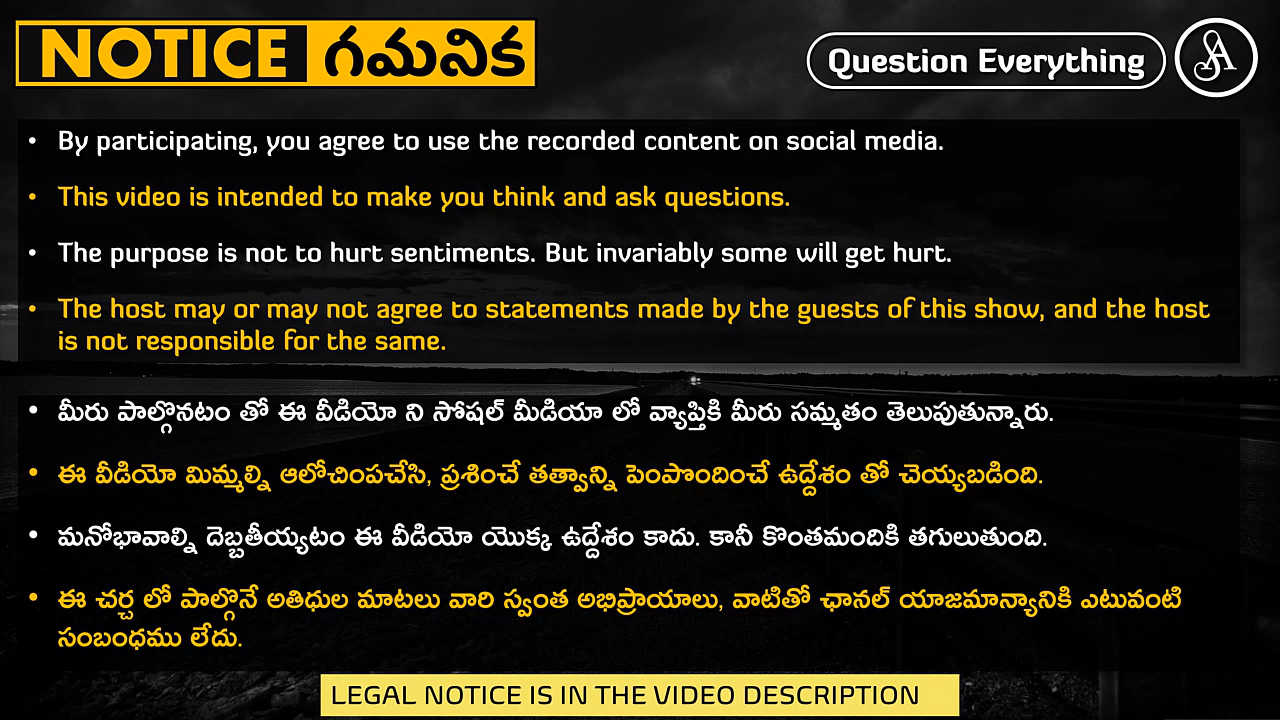 NOTICE గమనిక
Question Everything
• By participating, you agree to use the recorded content on social media.
• This video is intended to make you think and ask questions.
• The purpose is not to hurt sentiments. But invariably some will get hurt.
• The host may or may not agree to statements made by the guests of this show, and the host
is not responsible for the same.
• మీరు పాల్గొనటం తో ఈ వీడియో ని సోషల్ మీడియా లో వ్యాప్తికి మీరు సమ్మతం తెలుపుతున్నారు.
• ఈ వీడియో మిమ్మల్ని ఆలోచింపచేసి, ప్రశించే తత్వాన్ని పెంపొందించే ఉద్దేశం తో చెయ్యబడింది.
• మనోభావాల్ని దెబ్బతీయ్యటం ఈ వీడియో యొక్క ఉద్దేశం కాదు. కానీ కొంతమందికి తగులుతుంది.
• ఈ చర్చ లో పాల్గొనే అతిధుల మాటలు వారి స్వంత అభిప్రాయాలు, వాటితో ఛానల్ యాజమాన్యానికి ఎటువంటి
సంబంధము లేదు.
LEGAL NOTICE IS IN THE VIDEO DESCRIPTION